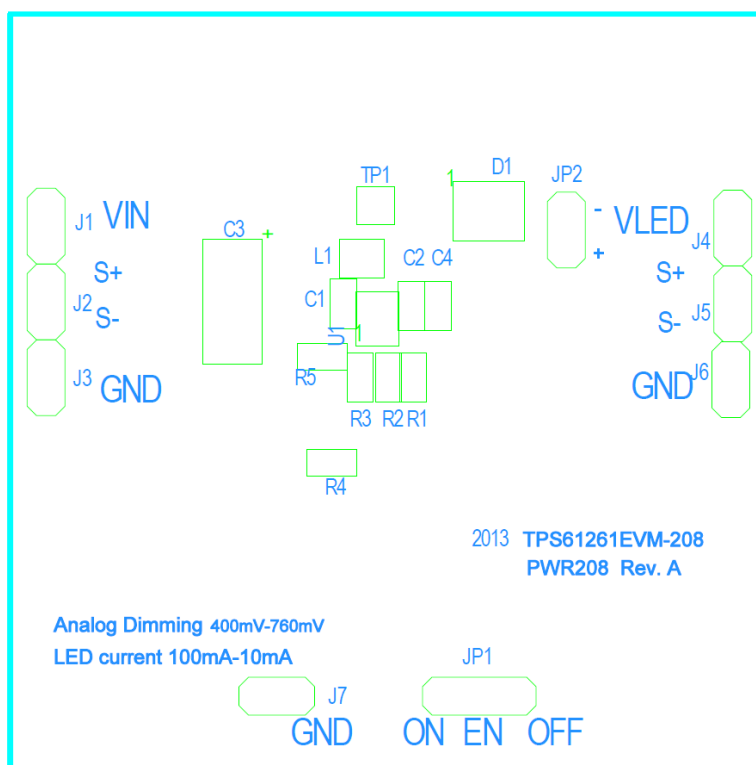 D1
TP1
1
JP2
J1 VIN
C3 +
-
VLED
J4
L1
C2 C4
+
S+
S+
C1
J2
S-
J5
S-
U1
1
J3
GND
R5
J6
GND
R3 R2 R1
R4
2013 TPS61261EVM-208
PWR208 Rev. A
Analog Dimming 400mV-760mV
LED current 100mA-10mA
JP1
J7
GND
ON EN OFF